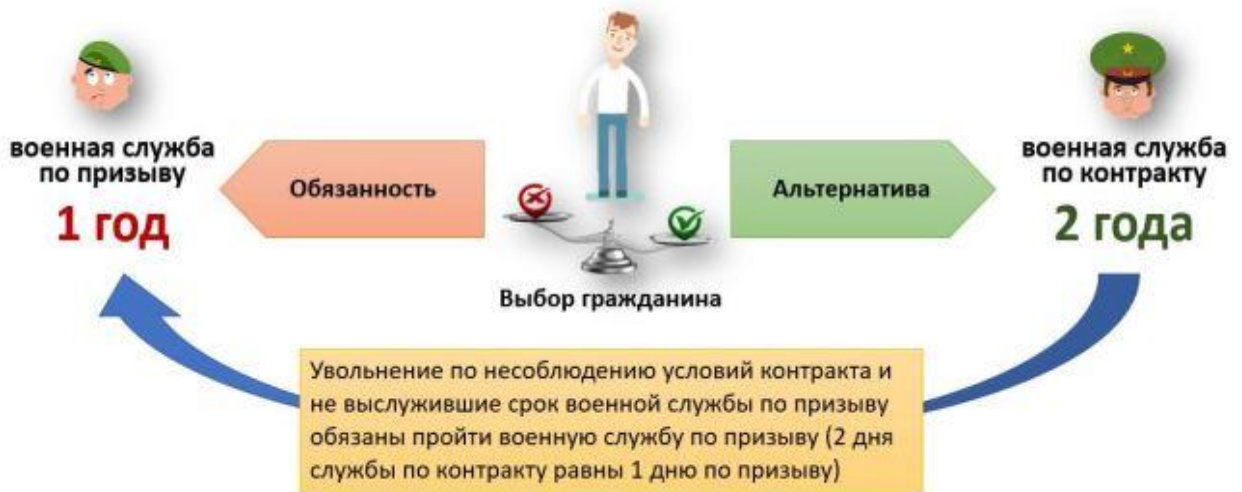 военная служба
по призыву
1 год
Обязанность
Выбор гражданина
Альтернатива
военная служба
по контракту
2 года
Увольнение по несоблюдению условий контракта и
не выслужившие срок военной службы по призыву
обязаны пройти военную службу по призыву (2 дня
службы по контракту равны 1 дню по призыву)